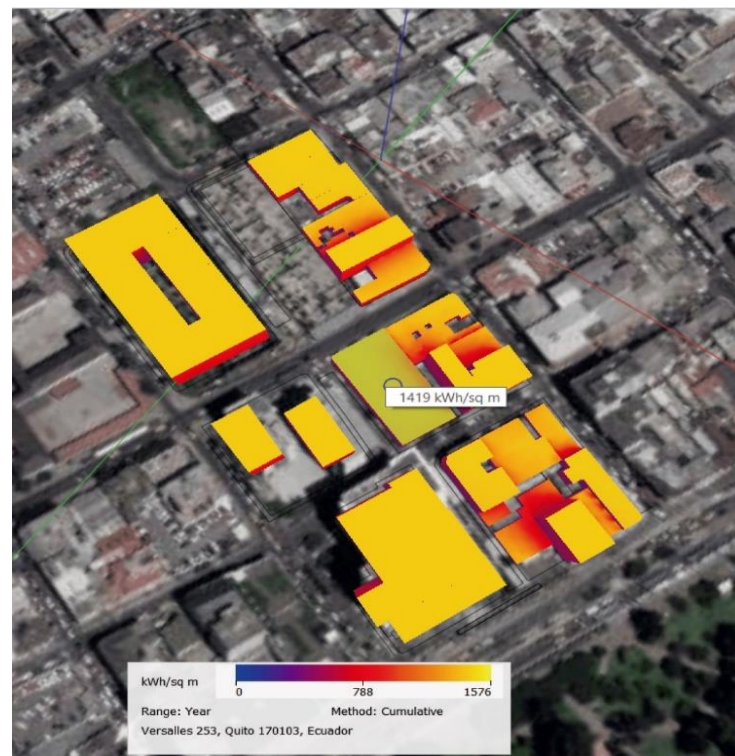 1419 kWh/sq m
kWh/sq m
0 788 1576
Range: Year Method: Cumulative
Versalles 253, Quito 170103, Ecuador